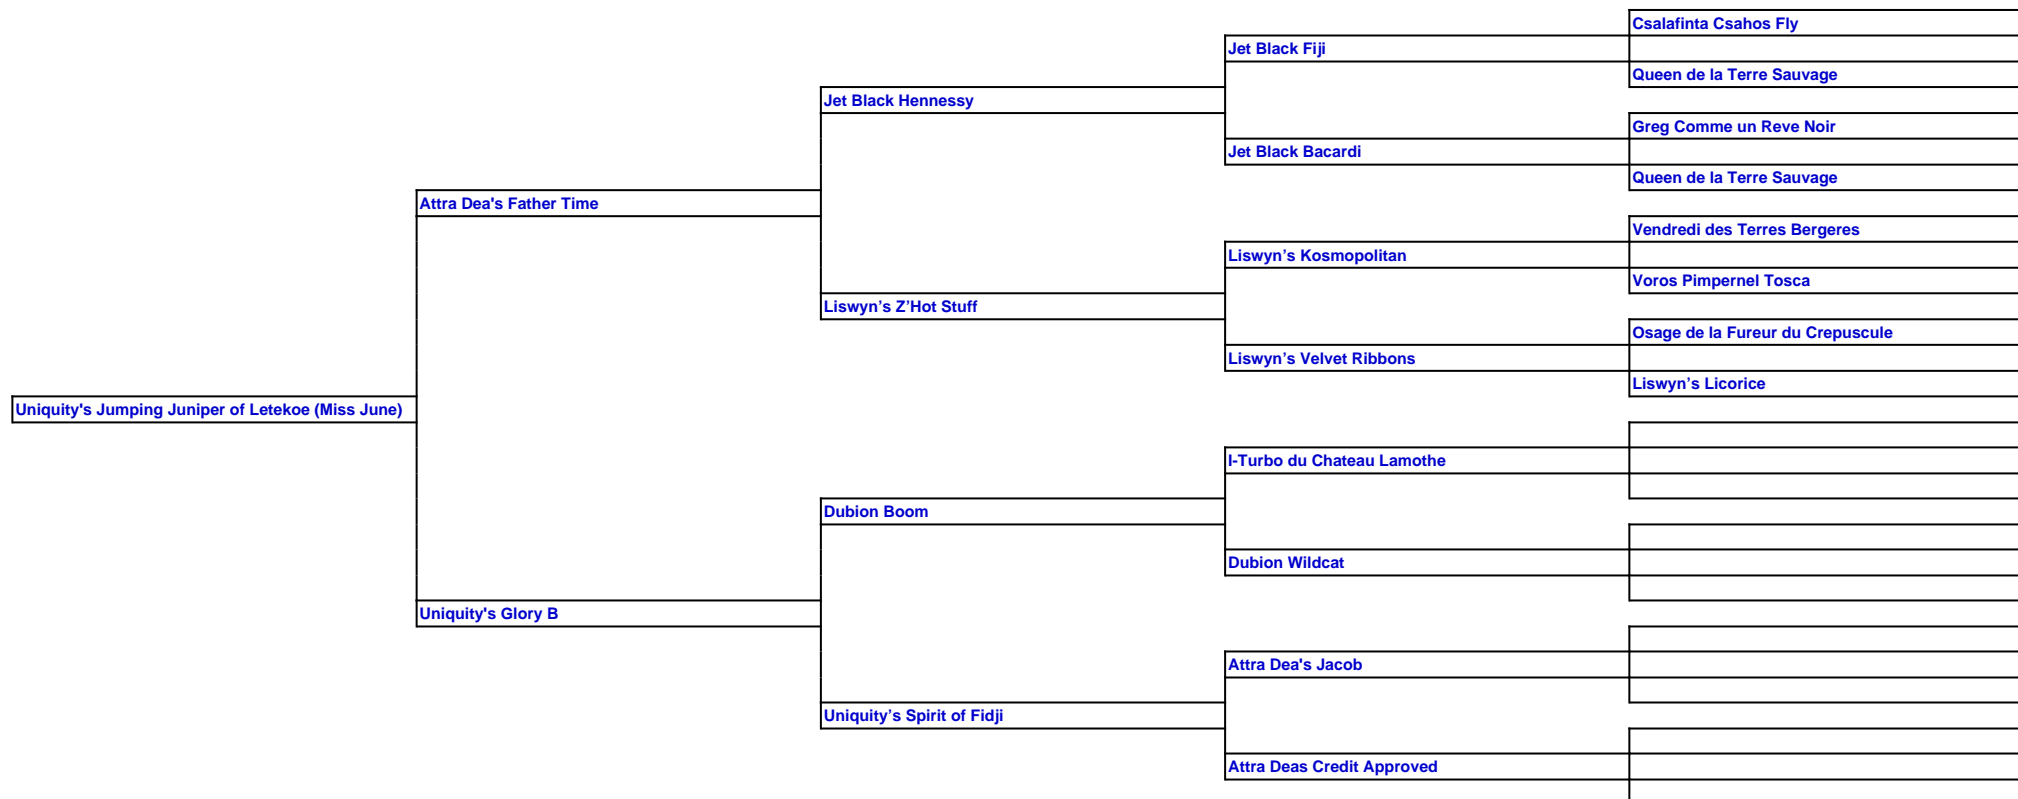 Csalafinta Csahos Fly
Jet Black Fiji
Queen de la Terre Sauvage
Jet Black Hennessy
Greg Comme un Reve Noir
Jet Black Bacardi
Queen de la Terre Sauvage
Attra Dea's Father Time
Vendredi des Terres Bergeres
Liswyn’s Kosmopolitan
Voros Pimpernel Tosca
Liswyn’s Z’Hot Stuff
Osage de la Fureur du Crepuscule
Liswyn’s Velvet Ribbons
Liswyn’s Licorice
Uniquity's Jumping Juniper of Letekoe (Miss June)
I-Turbo du Chateau Lamothe
Dubion Boom
Dubion Wildcat
Uniquity's Glory B
Attra Dea's Jacob
Uniquity’s Spirit of Fidji
Attra Deas Credit Approved